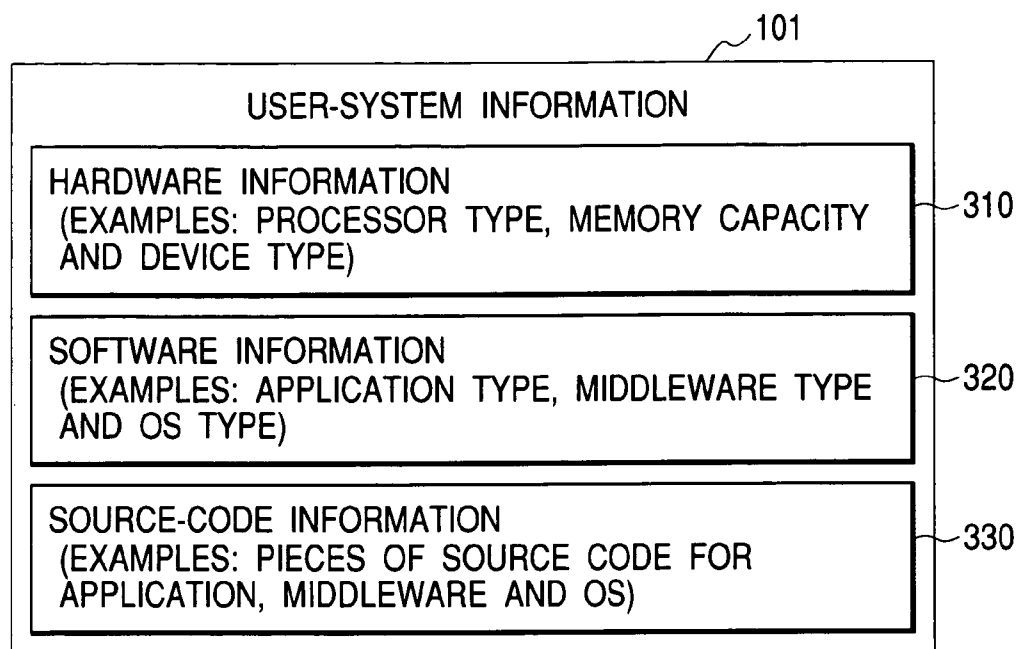 101
USER-SYSTEM INFORMATION
HARDWARE INFORMATION
(EXAMPLES: PROCESSOR TYPE, MEMORY CAPACITY
AND DEVICE TYPE)
310
SOFTWARE INFORMATION
(EXAMPLES: APPLICATION TYPE, MIDDLEWARE TYPE
AND OS TYPE)
320
SOURCE-CODE INFORMATION
(EXAMPLES: PIECES OF SOURCE CODE FOR
APPLICATION, MIDDLEWARE AND OS)
330